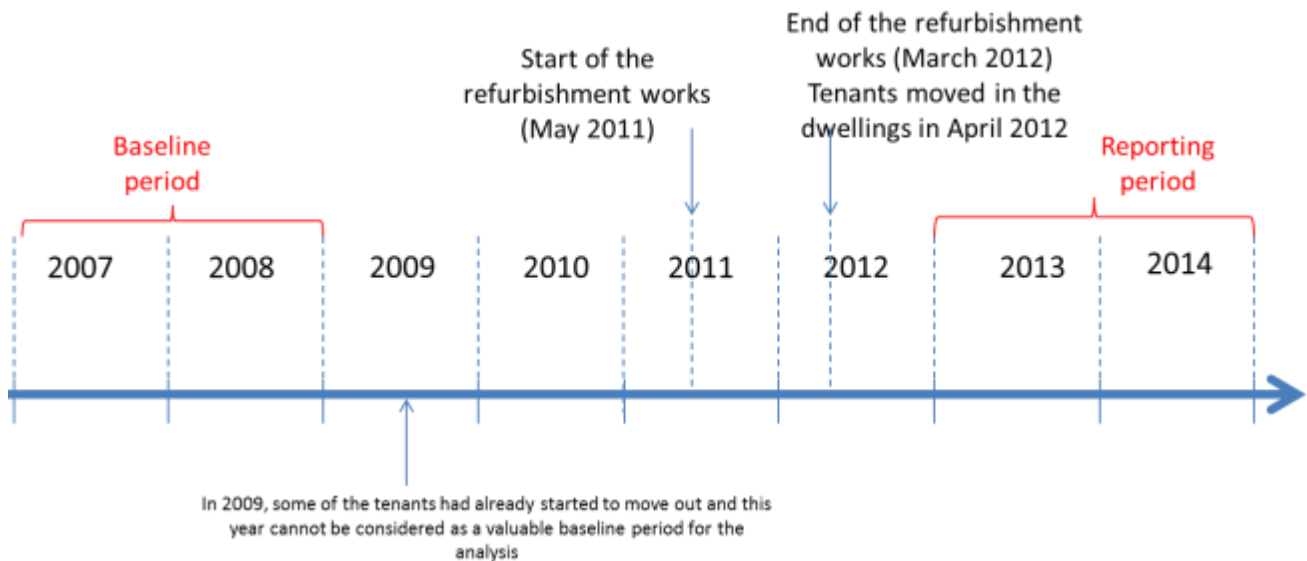 End of the refurbishment
works (March 2012)
Tenants moved in the
dwellings in April 2012
Start of the
refurbishment works
(May 2011)
Baseline
period
Reporting
period
2007 2008 2009 2010 2011 2012 2013 2014
In 2009, some of the tenants had already started to move out and this
year cannot be considered as a valuable baseline period for the
analysis